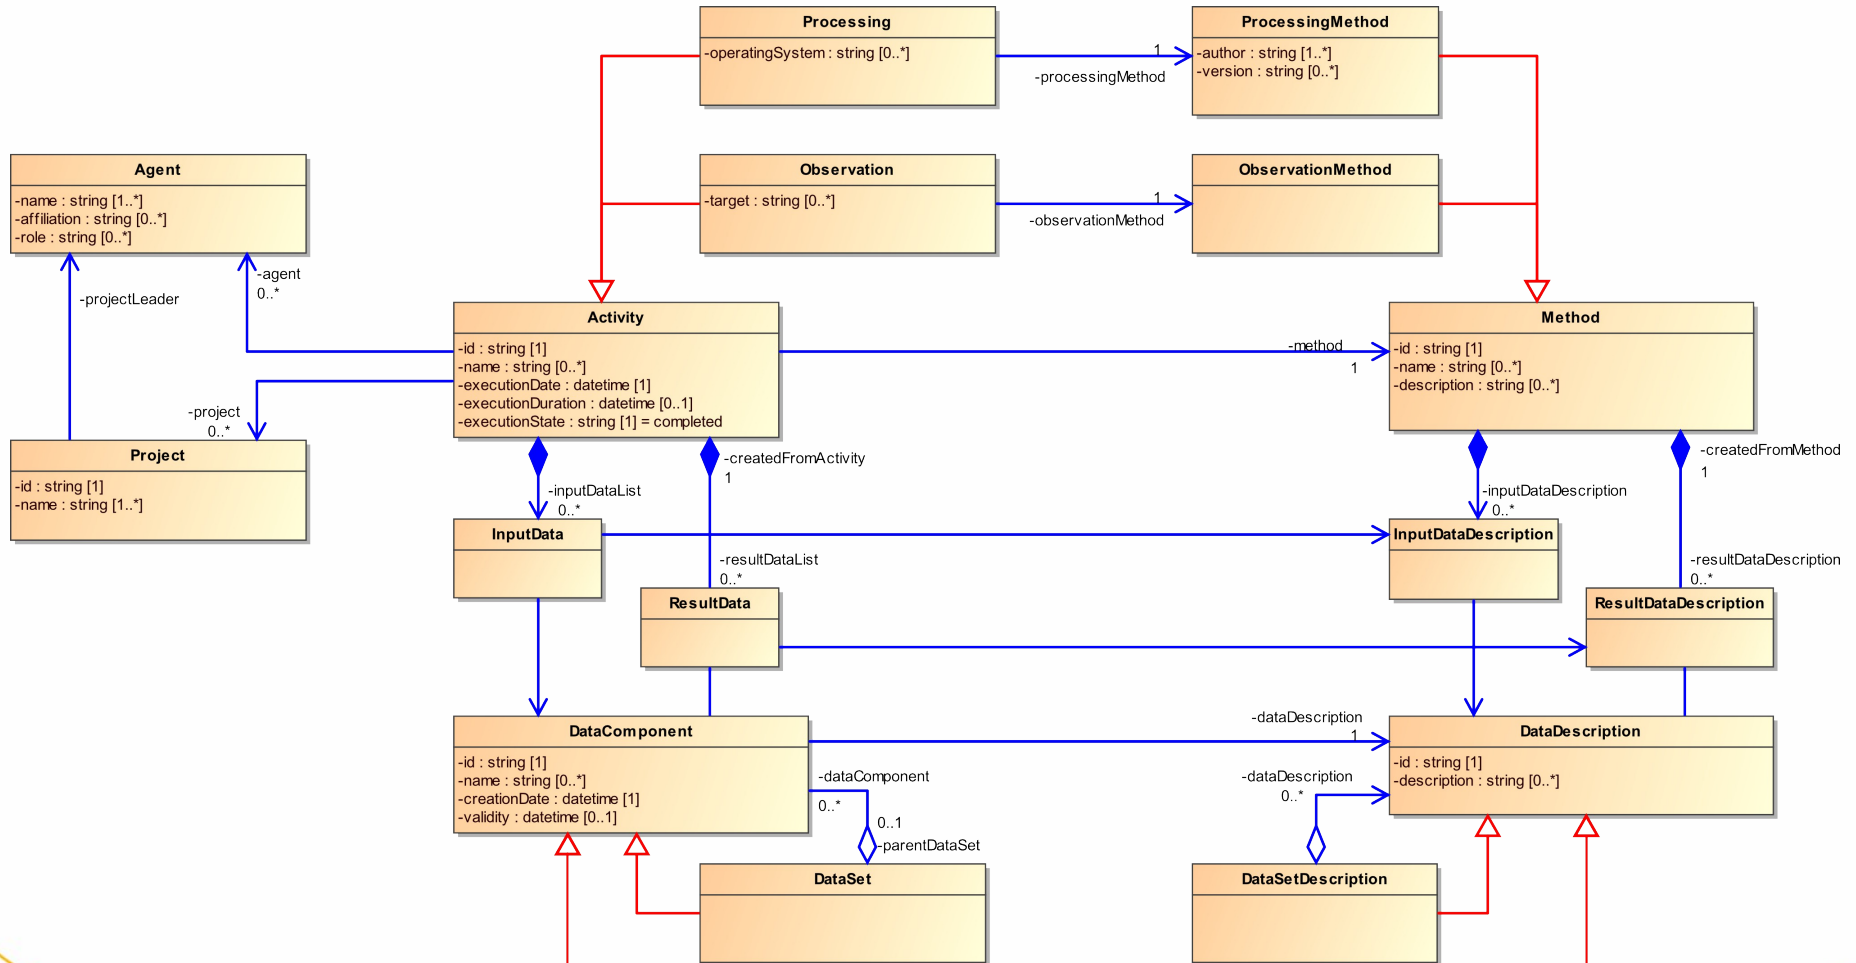 Processing
-operatingSystem : string [0..*]
1
-processingMethod
ProcessingMethod
-author : string [1..*]
-version : string [0..*]
Agent
-name : string [1..*]
-affiliation : string [0..*]
-role : string [0..*]
Observation
-target : string [0..*]
1
-observationMethod
ObservationMethod
-projectLeader
-agent
0..*
Activity
-id : string [1]
-name : string [0..*]
-executionDate : datetime [1]
-executionDuration : datetime [0..1]
-executionState : string [1] = completed
-method
1
Method
-id : string [1]
-name : string [0..*]
-description : string [0..*]
-project
0..*
Project
-id : string [1]
-name : string [1..*]
-createdFromActivity
1
-createdFromMethod
1
-inputDataList
0..*
-inputDataDescription
0..*
InputData
InputDataDescription
-resultDataList
0..*
-resultDataDescription
0..*
ResultData
ResultDataDescription
DataComponent
-id : string [1]
-name : string [0..*]
-creationDate : datetime [1]
-validity : datetime [0..1]
-dataDescription
1
DataDescription
-id : string [1]
-description : string [0..*]
-dataComponent
0..*
0..1
-parentDataSet
-dataDescription
0..*
DataSet
DataSetDescription